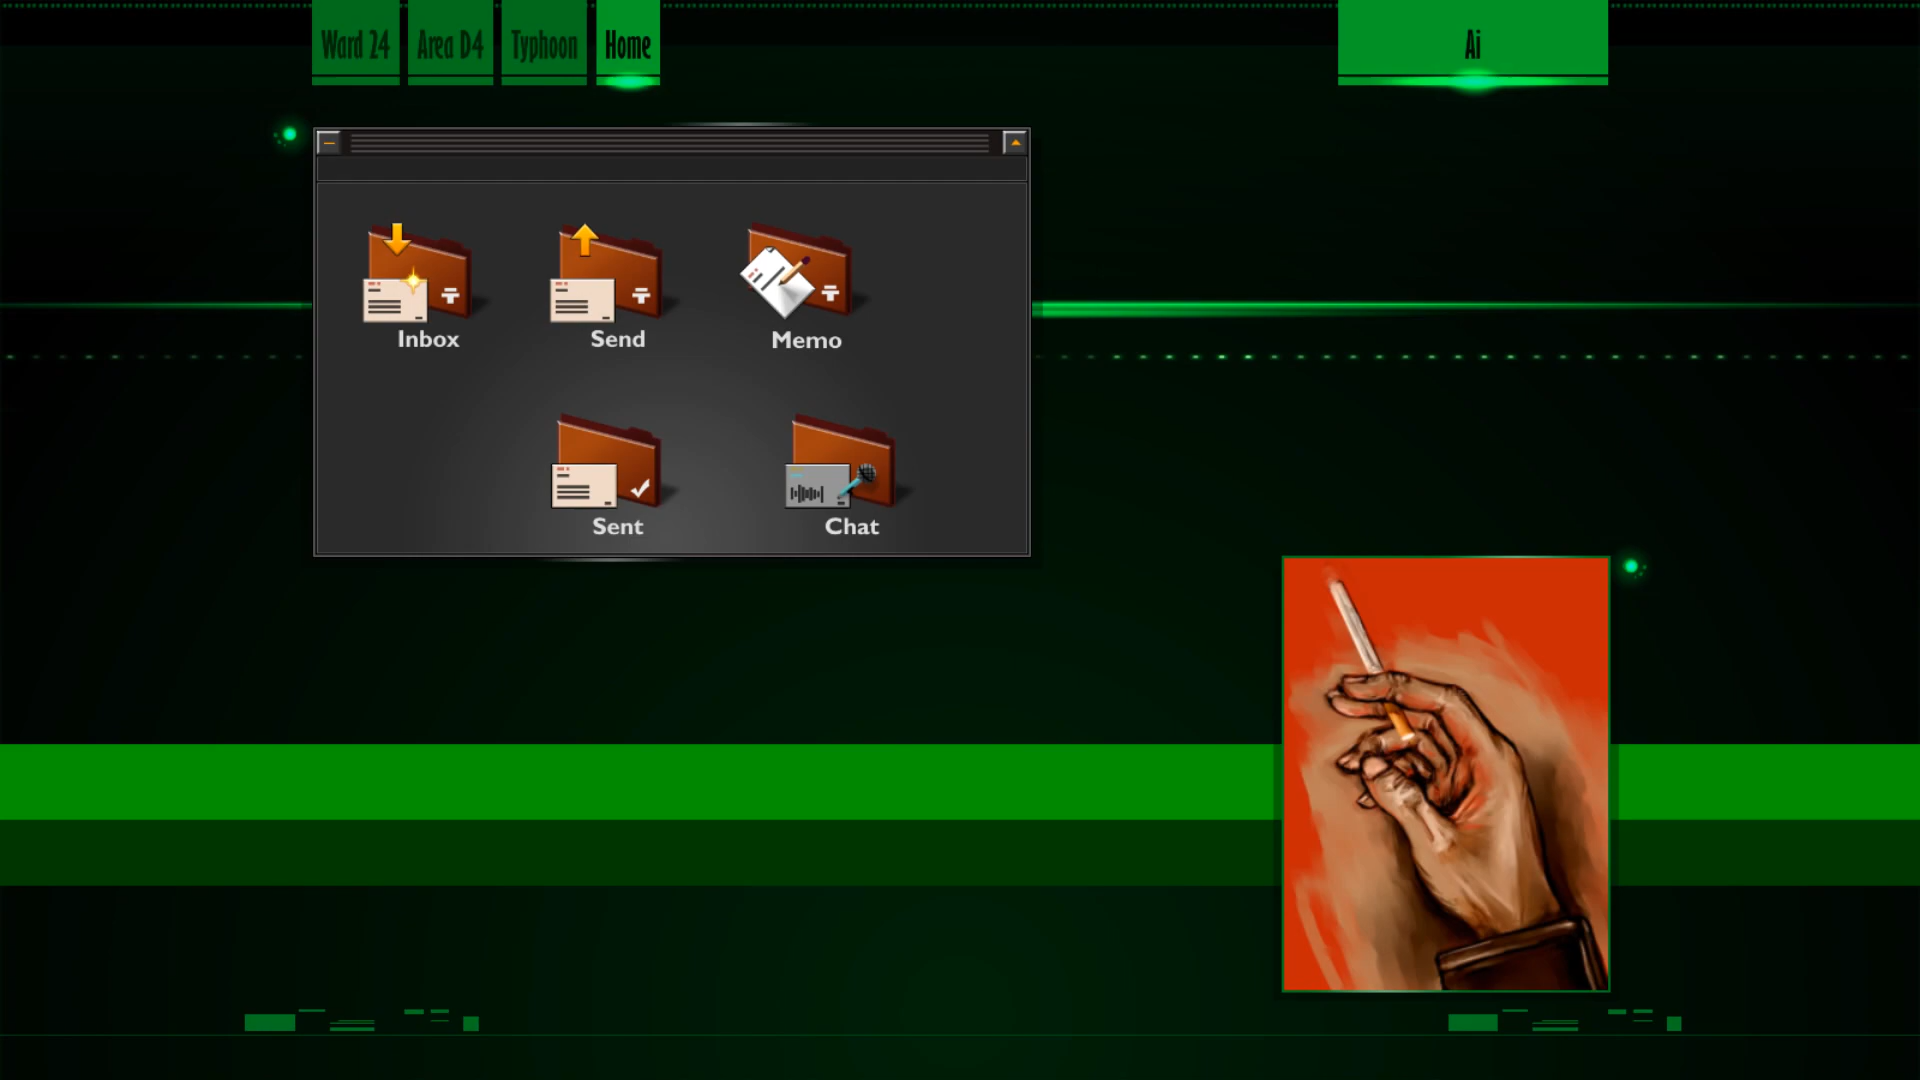 Ward 24
Area D4
Typhoon
Home
Ai
Inbox
Send
Memo
Sent
Chat